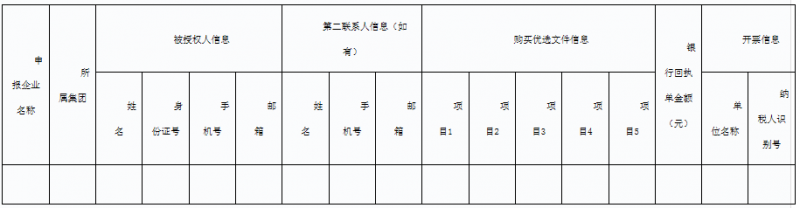 申
报企业
名称
所
属集团
被授权人信息
第二联系人信息（如
有）
购买优选文件信息
银
行回执
单金额
（元）
开票信息
姓
名
身
份证号
手
机号
邮
箱
姓
名
手
机号
邮
箱
项
目1
项
目2
项
目3
项
目4
项
目5
单
位名称
纳
税人识
别号